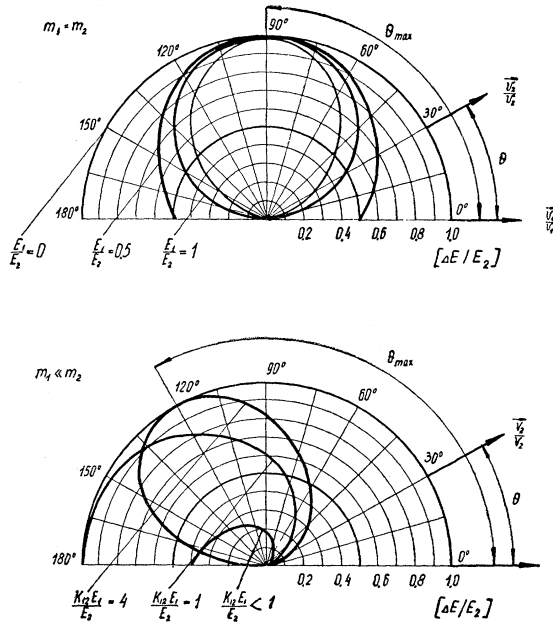 m₁ = m₂
90°
θmax
120°
60°
150°
30°
θ
180°
0°
0,2 0,4 0,6 0,8 1,0
[ΔE / E₂]
E₁/E₂ = 0
E₁/E₂ = 0,5
E₁/E₂ = 1
m₁ ≪ m₂
θmax
90°
120°
60°
v₂/v₂
150°
30°
θ
180°
0°
0,2 0,4 0,6 0,8 1,0
[ΔE/E₂]
K₁₂E₁/E₂ = 4
K₁₂E₁/E₂ = 1
K₁₂E₁/E₂ < 1